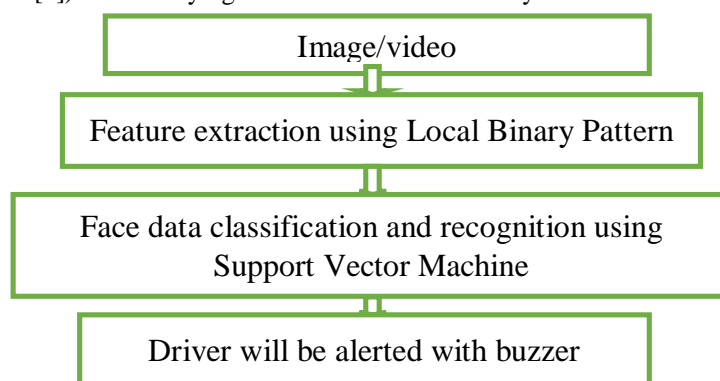 Image/video
Feature extraction using Local Binary Pattern
Face data classification and recognition using
Support Vector Machine
Driver will be alerted with buzzer